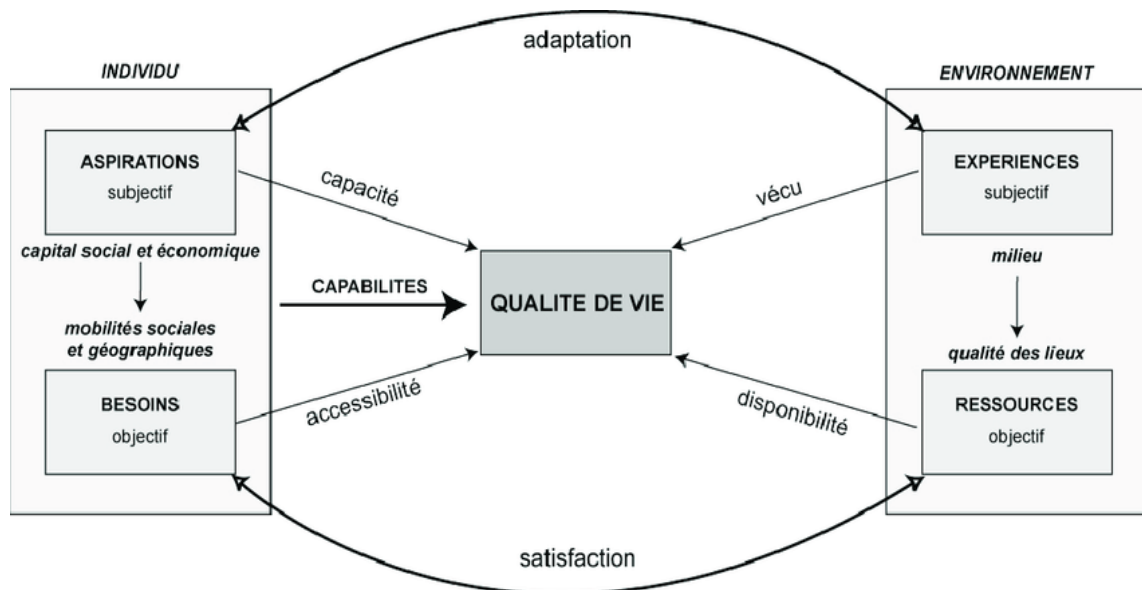 adaptation
INDIVIDU
ENVIRONNEMENT
ASPIRATIONS
subjectif
capacité
vécu
EXPERIENCES
subjectif
capital social et économique
milieu
CAPABILITES
QUALITE DE VIE
mobilités sociales
et géographiques
qualité des lieux
BESOINS
objectif
accessibilité
disponibilité
RESSOURCES
objectif
satisfaction